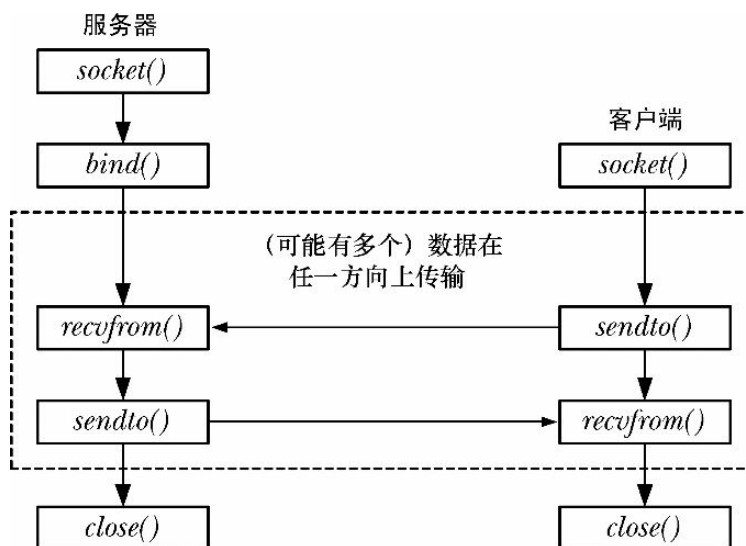 服务器
socket()
客户端
bind()
socket()
(可能有多个) 数据在
任一方向上传输
recvfrom()
sendto()
sendto()
recvfrom()
close()
close()